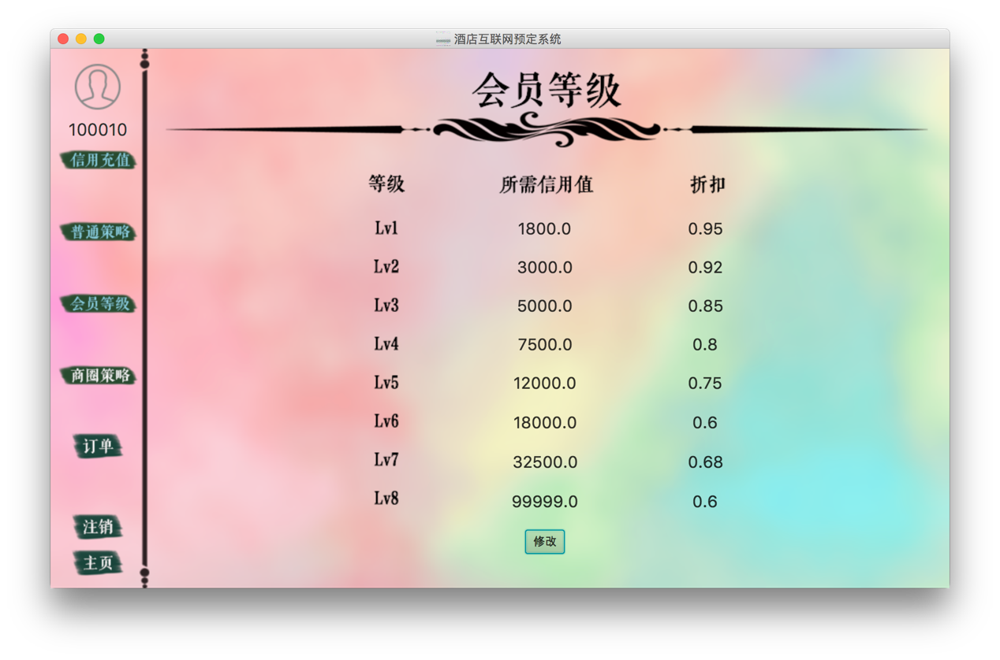 酒店互联网预定系统
100010
信用充值
普通策略
会员等级
商圈策略
订单
注销
主页
会员等级
等级 所需信用值 折扣
Lv1 1800.0 0.95
Lv2 3000.0 0.92
Lv3 5000.0 0.85
Lv4 7500.0 0.8
Lv5 12000.0 0.75
Lv6 18000.0 0.6
Lv7 32500.0 0.68
Lv8 99999.0 0.6
修改